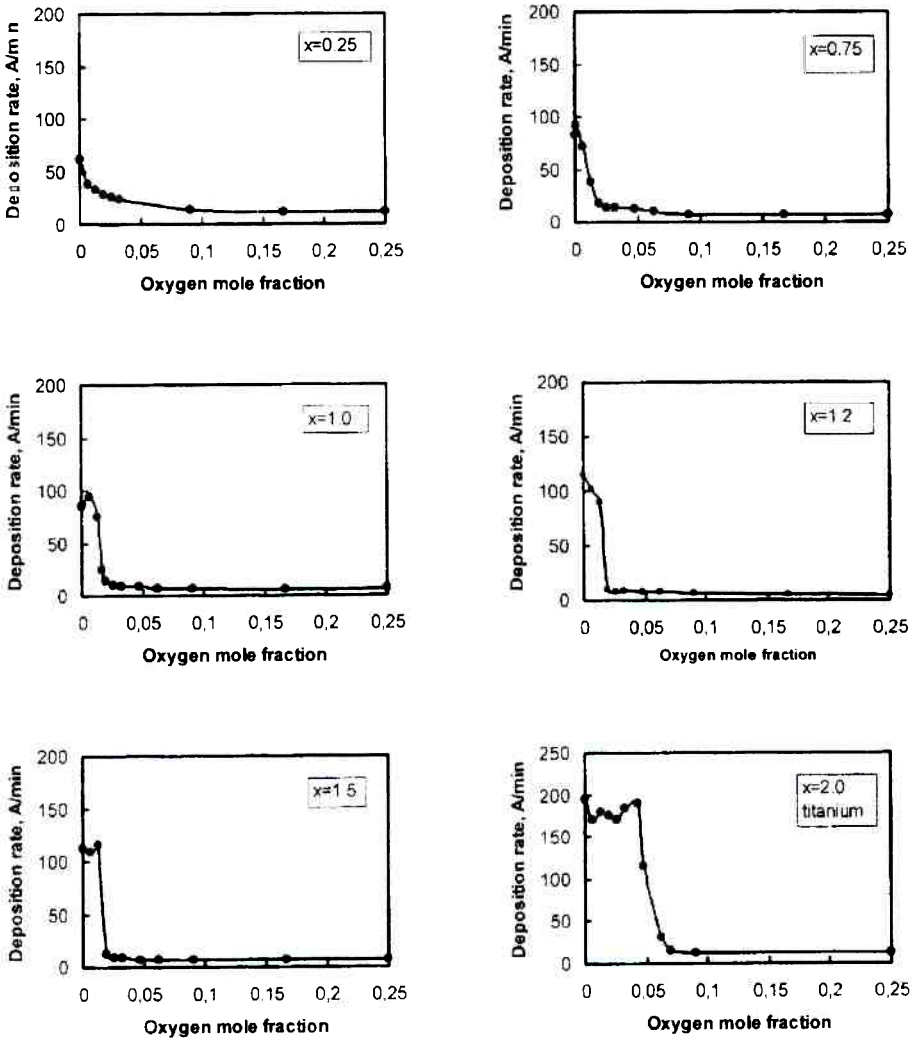 200
150
100
50
0
Deposition rate, A/min
x=0.25
0 0,05 0,1 0,15 0,2 0,25
Oxygen mole fraction
200
150
100
50
0
Deposition rate, A/min
x=0.75
0 0,05 0,1 0,15 0,2 0,25
Oxygen mole fraction
200
150
100
50
0
Deposition rate, A/min
x=1.0
0 0,05 0,1 0,15 0,2 0,25
Oxygen mole fraction
200
150
100
50
0
Deposition rate, A/min
x=1.2
0 0,05 0,1 0,15 0,2 0,25
Oxygen mole fraction
200
150
100
50
0
Deposition rate, A/min
x=1.5
0 0,05 0,1 0,15 0,2 0,25
Oxygen mole fraction
250
200
150
100
50
0
Deposition rate, A/min
x=2.0
titanium
0 0,05 0,1 0,15 0,2 0,25
Oxygen mole fraction